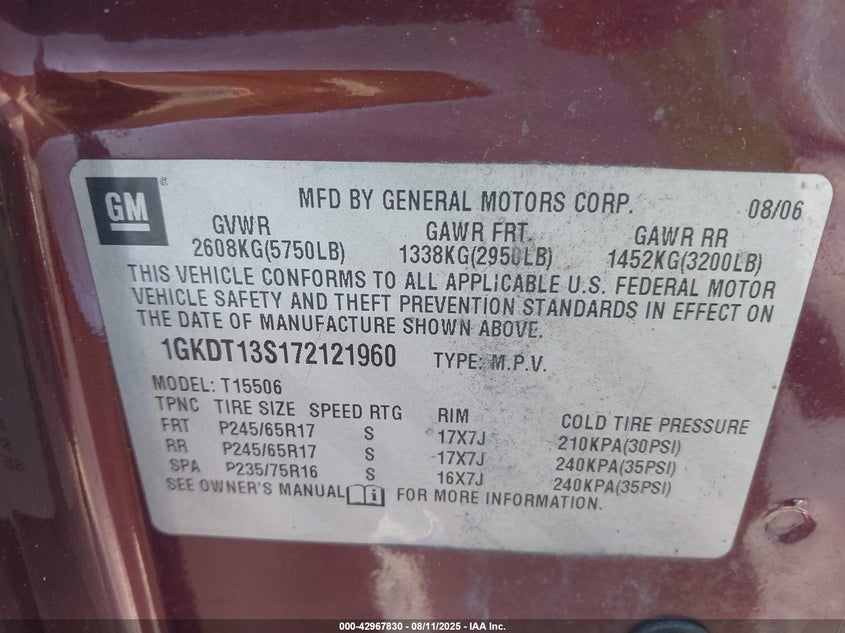 GM
MFD BY GENERAL MOTORS CORP. 08/06
GVWR GAWR FRT. GAWR RR
2608KG(5750LB) 1338KG(2950LB) 1452KG(3200LB)
THIS VEHICLE CONFORMS TO ALL APPLICABLE U.S. FEDERAL MOTOR
VEHICLE SAFETY AND THEFT PREVENTION STANDARDS IN EFFECT ON
THE DATE OF MANUFACTURE SHOWN ABOVE.
1GKDT13S172121960 TYPE: M.P.V.
MODEL: T15506
TPNC TIRE SIZE SPEED RTG RIM COLD TIRE PRESSURE
FRT P245/65R17 S 17X7J 210KPA(30PSI)
RR P245/65R17 S 17X7J 240KPA(35PSI)
SPA P235/75R16 S 16X7J 240KPA(35PSI)
SEE OWNER'S MANUAL FOR MORE INFORMATION.
000-42967830 - 08/11/2025 - IAA Inc.